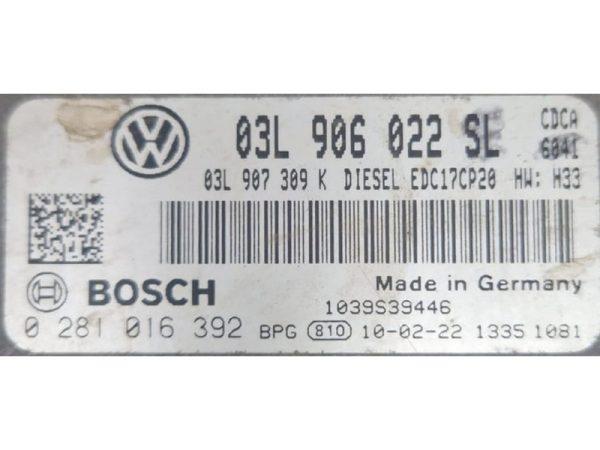 03L 906 022 SL CDCA
6041
03L 907 309 K DIESEL EDC17CP20 HW: H33
BOSCH Made in Germany
1039S39446
0 281 016 392 BPG 810 10-02-22 1335 1081